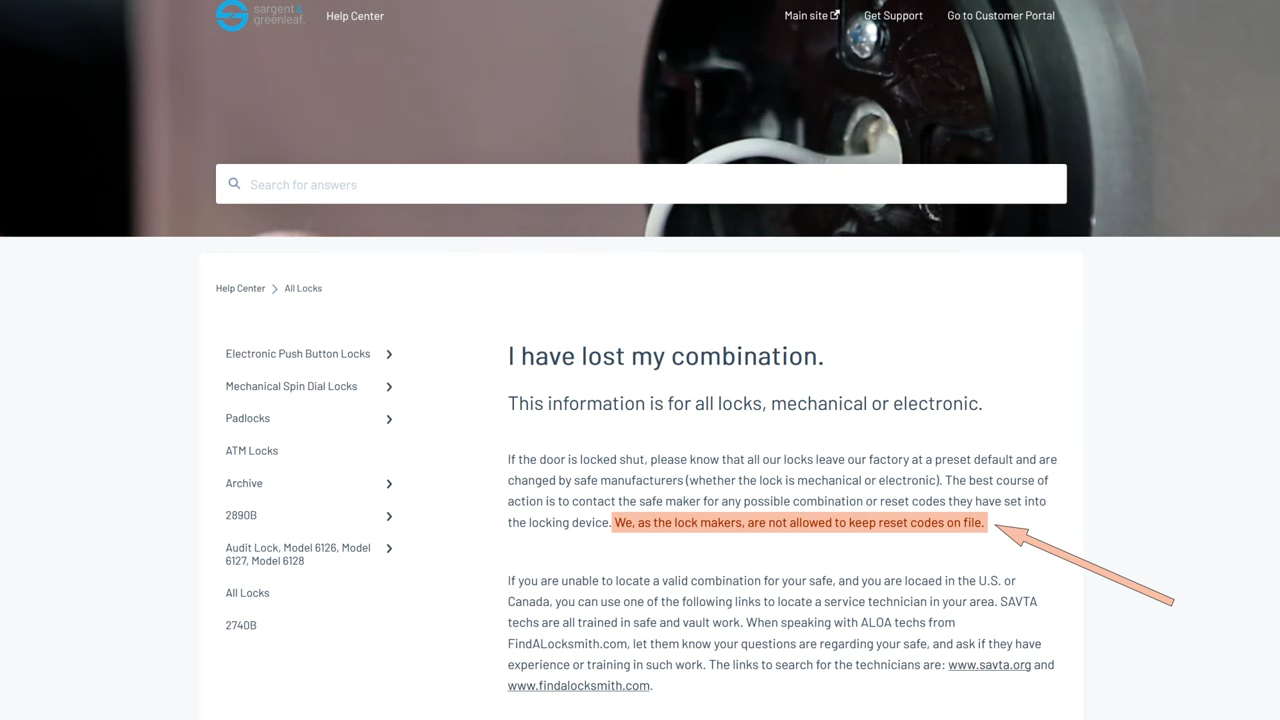 sargent&
greenleaf.
Help Center
Main site
Get Support
Go to Customer Portal
Search for answers
Help Center
All Locks
Electronic Push Button Locks
Mechanical Spin Dial Locks
Padlocks
ATM Locks
Archive
2890B
Audit Lock, Model 6126, Model
6127, Model 6128
All Locks
2740B
I have lost my combination.
This information is for all locks, mechanical or electronic.
If the door is locked shut, please know that all our locks leave our factory at a preset default and are
changed by safe manufacturers (whether the lock is mechanical or electronic). The best course of
action is to contact the safe maker for any possible combination or reset codes they have set into
the locking device. We, as the lock makers, are not allowed to keep reset codes on file.
If you are unable to locate a valid combination for your safe, and you are locaed in the U.S. or
Canada, you can use one of the following links to locate a service technician in your area. SAVTA
techs are all trained in safe and vault work. When speaking with ALOA techs from
FindALocksmith.com, let them know your questions are regarding your safe, and ask if they have
experience or training in such work. The links to search for the technicians are: www.savta.org and
www.findalocksmith.com.